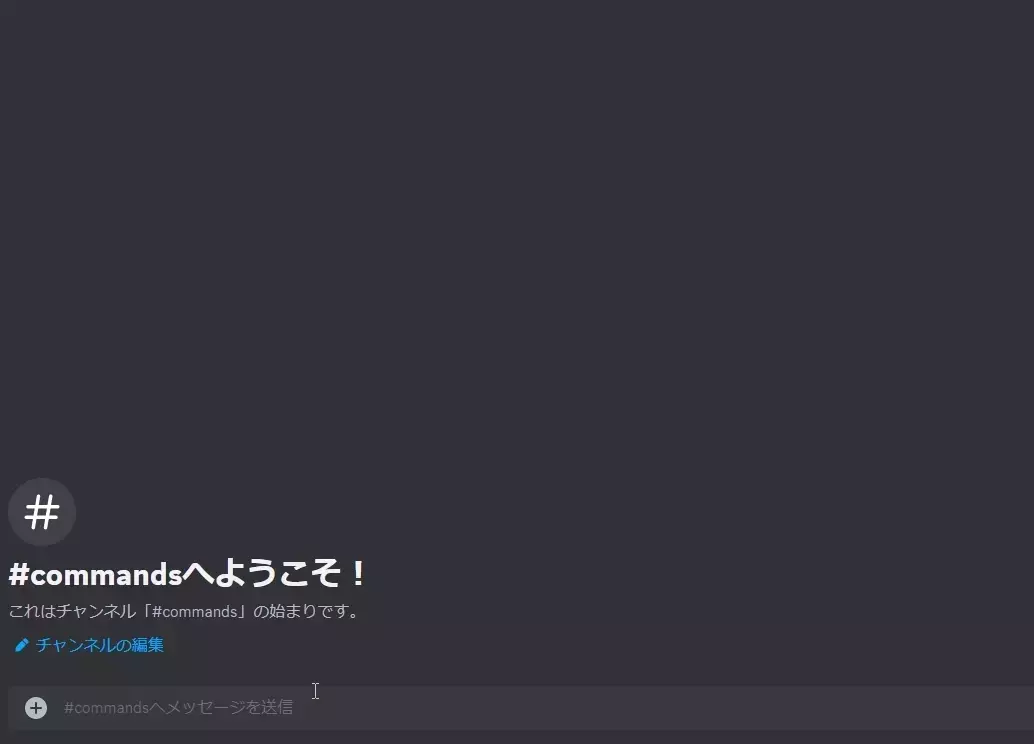 #commandsへようこそ！
これはチャンネル「#commands」の始まりです。
チャンネルの編集
#commandsへメッセージを送信